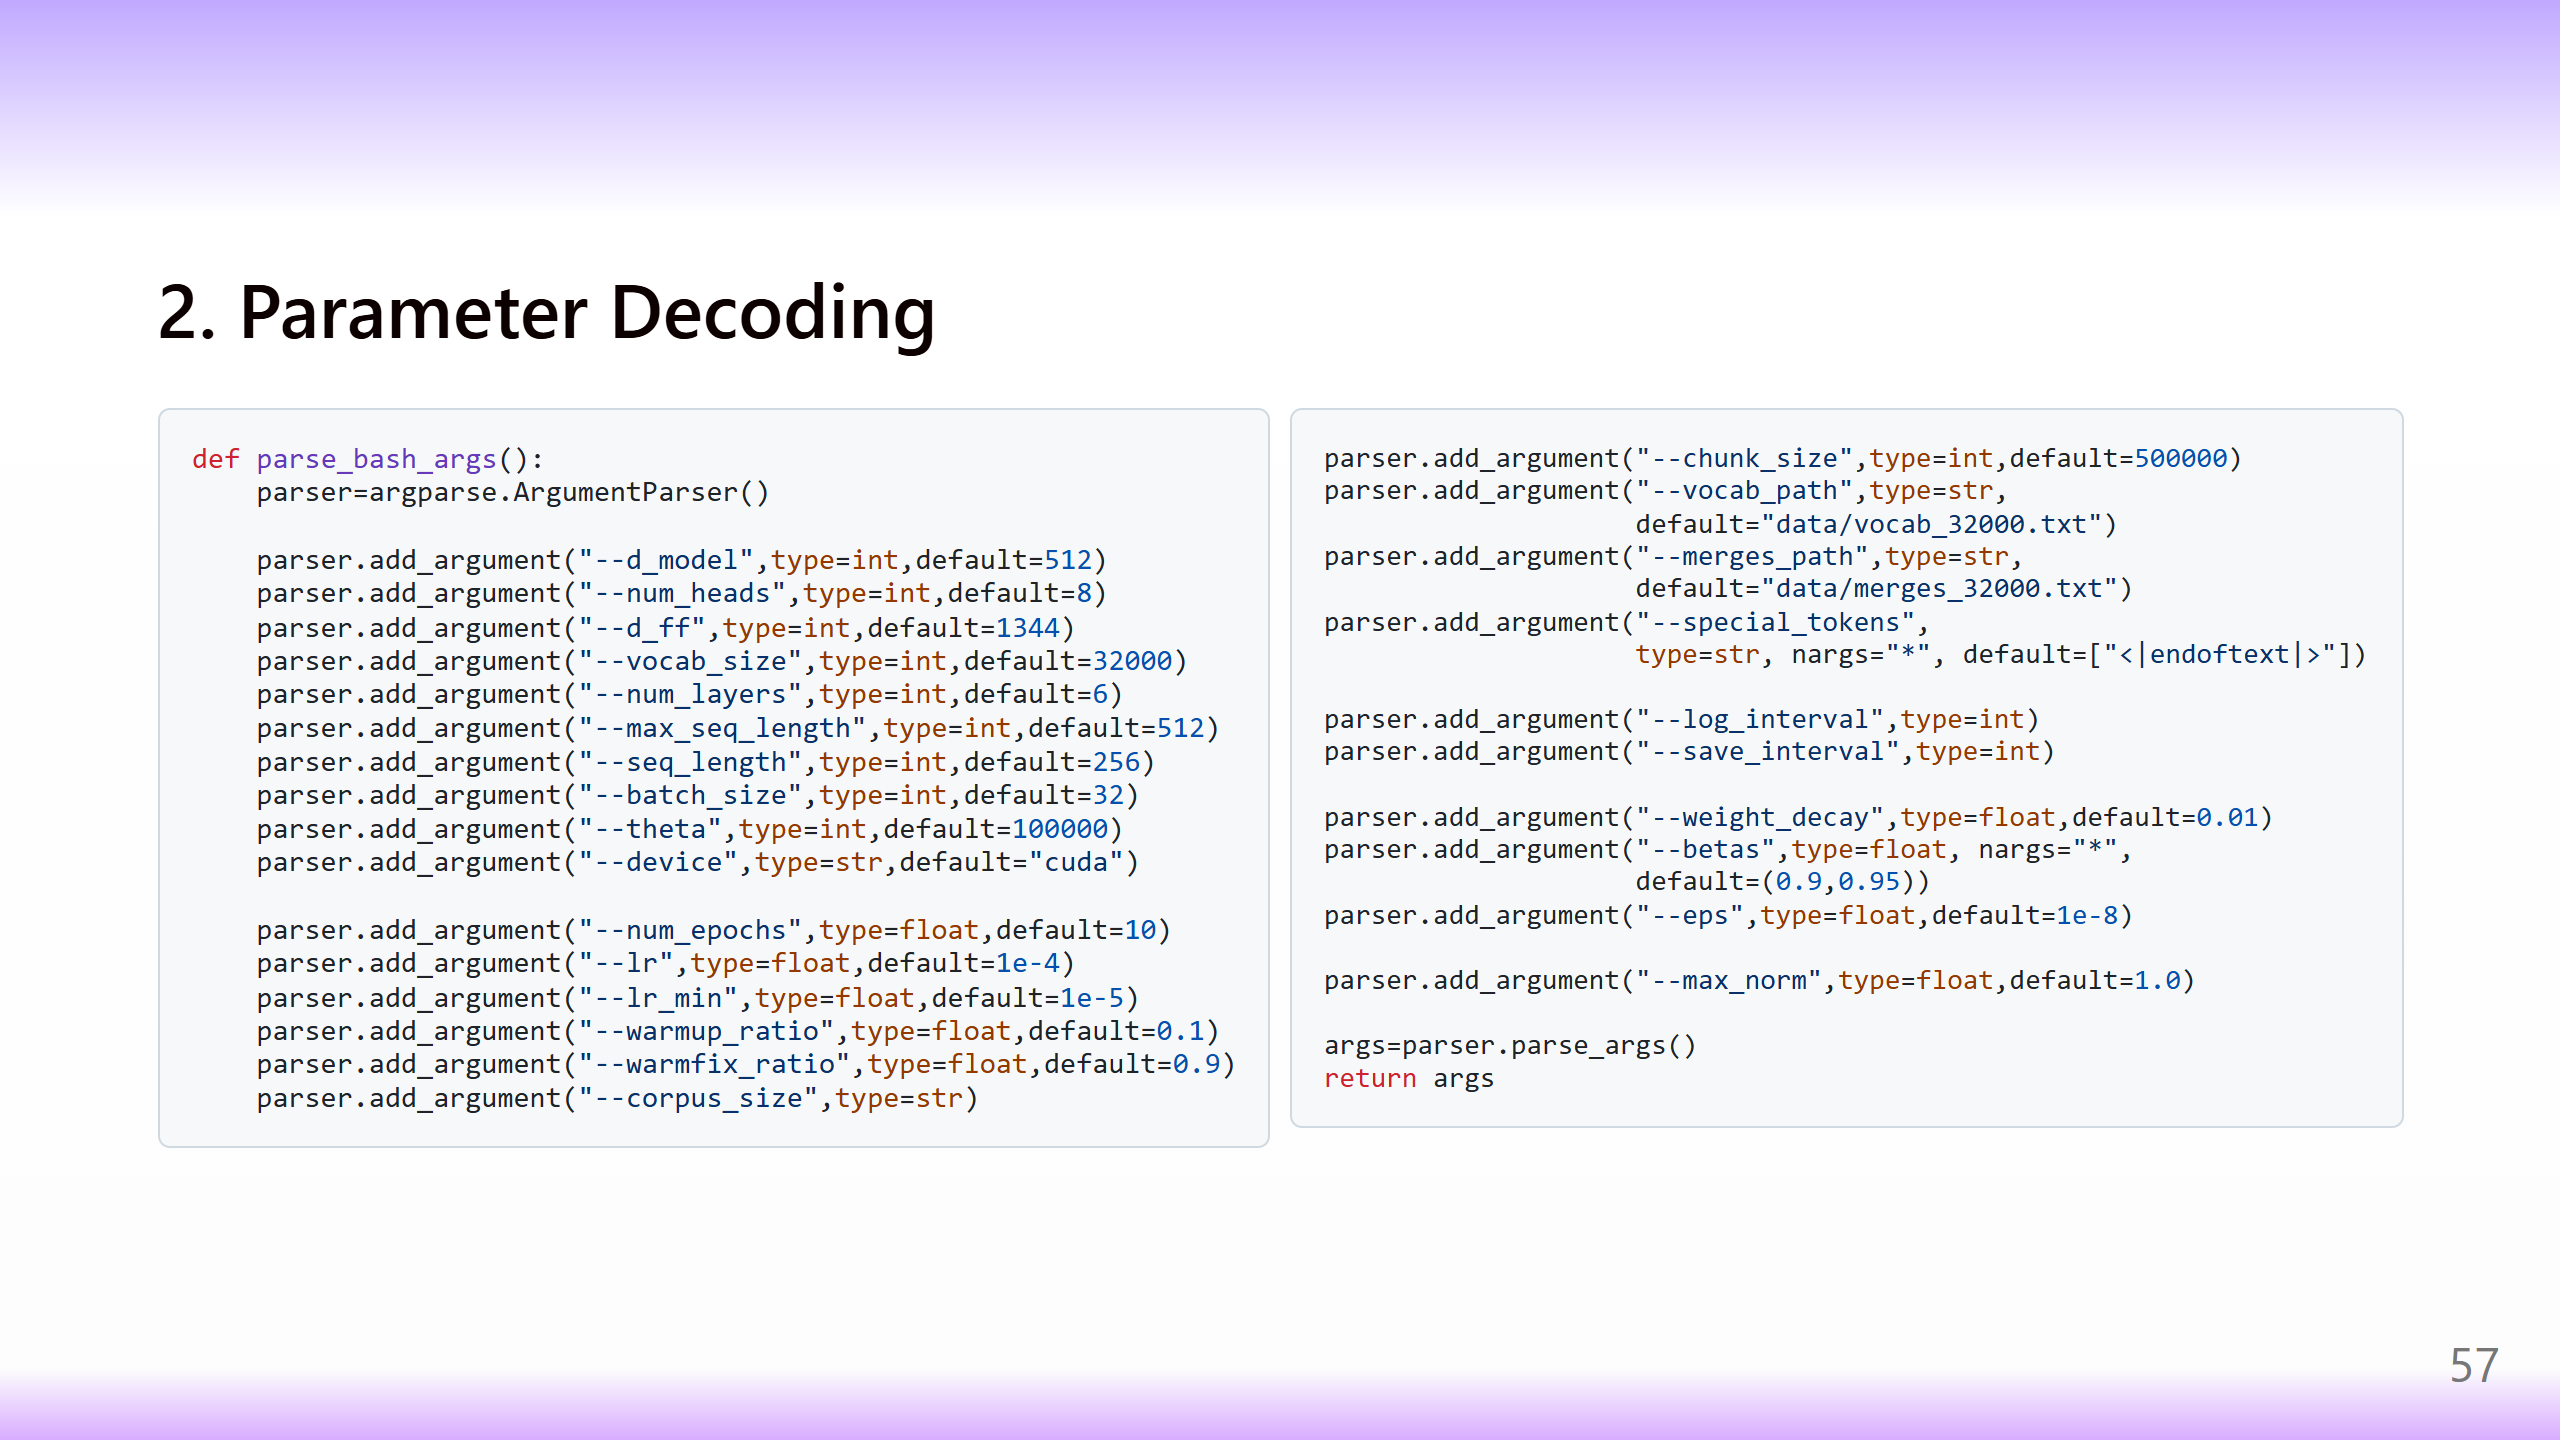 2. Parameter Decoding
def parse_bash_args():
    parser=argparse.ArgumentParser()

    parser.add_argument("--d_model",type=int,default=512)
    parser.add_argument("--num_heads",type=int,default=8)
    parser.add_argument("--d_ff",type=int,default=1344)
    parser.add_argument("--vocab_size",type=int,default=32000)
    parser.add_argument("--num_layers",type=int,default=6)
    parser.add_argument("--max_seq_length",type=int,default=512)
    parser.add_argument("--seq_length",type=int,default=256)
    parser.add_argument("--batch_size",type=int,default=32)
    parser.add_argument("--theta",type=int,default=100000)
    parser.add_argument("--device",type=str,default="cuda")

    parser.add_argument("--num_epochs",type=float,default=10)
    parser.add_argument("--lr",type=float,default=1e-4)
    parser.add_argument("--lr_min",type=float,default=1e-5)
    parser.add_argument("--warmup_ratio",type=float,default=0.1)
    parser.add_argument("--warmfix_ratio",type=float,default=0.9)
    parser.add_argument("--corpus_size",type=str)
parser.add_argument("--chunk_size",type=int,default=500000)
parser.add_argument("--vocab_path",type=str,
                    default="data/vocab_32000.txt")
parser.add_argument("--merges_path",type=str,
                    default="data/merges_32000.txt")
parser.add_argument("--special_tokens",
                    type=str, nargs="*", default=["<|endoftext|>"])

parser.add_argument("--log_interval",type=int)
parser.add_argument("--save_interval",type=int)

parser.add_argument("--weight_decay",type=float,default=0.01)
parser.add_argument("--betas",type=float, nargs="*",
                    default=(0.9,0.95))
parser.add_argument("--eps",type=float,default=1e-8)

parser.add_argument("--max_norm",type=float,default=1.0)

args=parser.parse_args()
return args
57